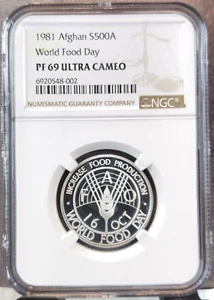 1981 Afghan S500A
World Food Day
PF 69 ULTRA CAMEO
6920548-002
NUMISMATIC GUARANTY COMPANY
NGC
INCREASE FOOD PRODUCTION
F A O
16 OCT
WORLD FOOD DAY